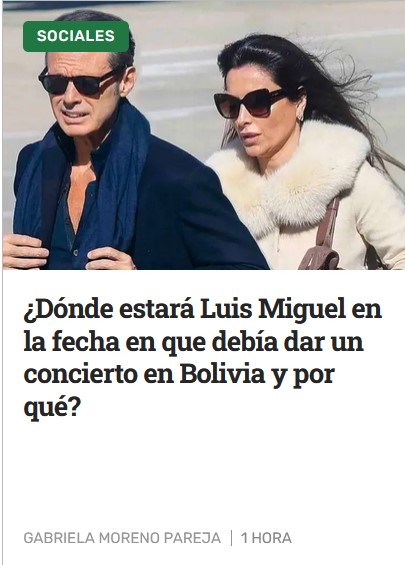 SOCIALES
¿Dónde estará Luis Miguel en
la fecha en que debía dar un
concierto en Bolivia y por
qué?
GABRIELA MORENO PAREJA | 1 HORA